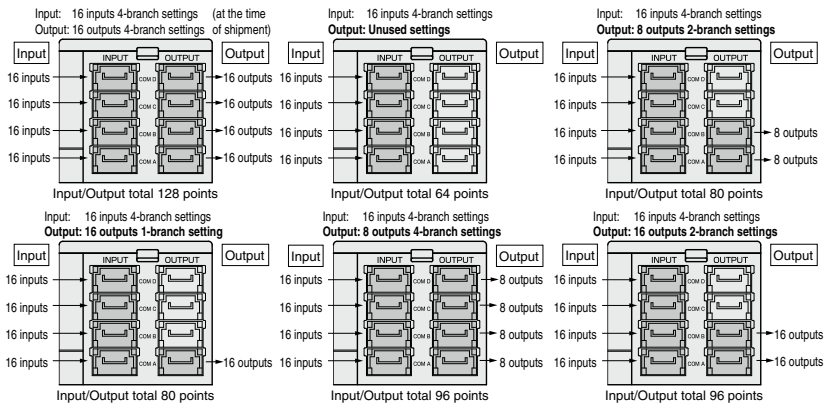 Input: 16 inputs 4-branch settings (at the time
Output: 16 outputs 4-branch settings of shipment)
Input
INPUT
OUTPUT
Output
16 inputs
COM D
16 outputs
16 inputs
COM C
16 outputs
16 inputs
COM B
16 outputs
16 inputs
COM A
16 outputs
Input/Output total 128 points
Input: 16 inputs 4-branch settings
Output: Unused settings
Input
INPUT
OUTPUT
Output
16 inputs
COM D
16 inputs
COM C
16 inputs
COM B
16 inputs
COM A
Input/Output total 64 points
Input: 16 inputs 4-branch settings
Output: 8 outputs 2-branch settings
Input
INPUT
OUTPUT
Output
16 inputs
COM D
16 inputs
COM C
16 inputs
COM B
8 outputs
16 inputs
COM A
8 outputs
Input/Output total 80 points
Input: 16 inputs 4-branch settings
Output: 16 outputs 1-branch setting
Input
INPUT
OUTPUT
Output
16 inputs
COM D
16 inputs
COM C
16 inputs
COM B
16 inputs
COM A
16 outputs
Input/Output total 80 points
Input: 16 inputs 4-branch settings
Output: 8 outputs 4-branch settings
Input
INPUT
OUTPUT
Output
16 inputs
COM D
8 outputs
16 inputs
COM C
8 outputs
16 inputs
COM B
8 outputs
16 inputs
COM A
8 outputs
Input/Output total 96 points
Input: 16 inputs 4-branch settings
Output: 16 outputs 2-branch settings
Input
INPUT
OUTPUT
Output
16 inputs
COM D
16 inputs
COM C
16 inputs
COM B
16 outputs
16 inputs
COM A
16 outputs
Input/Output total 96 points